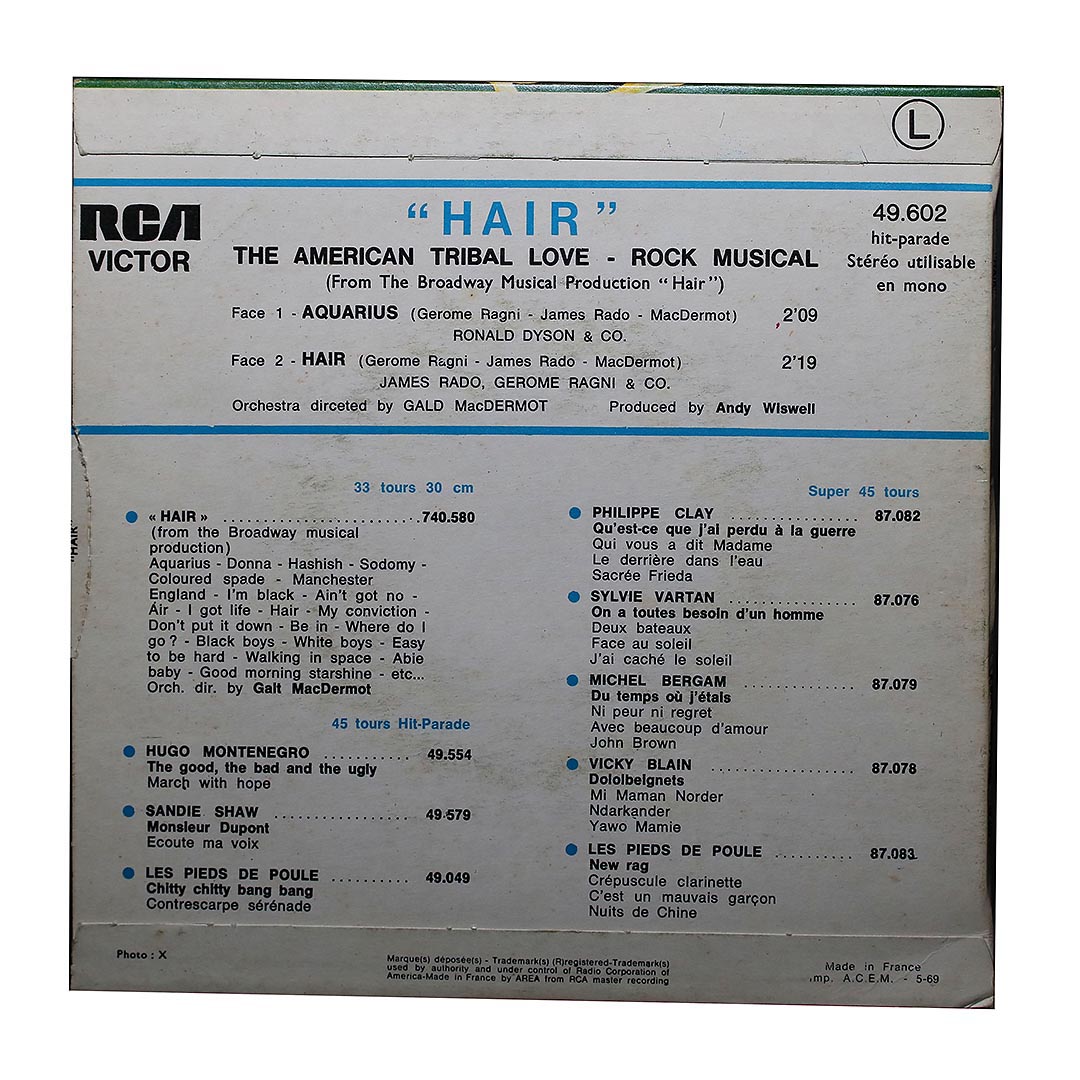 L
RCA
VICTOR
“HAIR”
THE AMERICAN TRIBAL LOVE - ROCK MUSICAL
(From The Broadway Musical Production “Hair”)
49.602
hit-parade
Stéréo utilisable
en mono
Face 1 - AQUARIUS (Gerome Ragni - James Rado - MacDermot) 2'09
RONALD DYSON & CO.
Face 2 - HAIR (Gerome Ragni - James Rado - MacDermot) 2'19
JAMES RADO, GEROME RAGNI & CO.
Orchestra dirceted by GALD MacDERMOT Produced by Andy Wiswell
"HAIR"
33 tours 30 cm
« HAIR » ........................ 740.580
(from the Broadway musical
production)
Aquarius - Donna - Hashish - Sodomy -
Coloured spade - Manchester
England - I'm black - Ain't got no -
Áir - I got life - Hair - My conviction -
Don't put it down - Be in - Where do I
go ? - Black boys - White boys - Easy
to be hard - Walking in space - Abie
baby - Good morning starshine - etc...
Orch. dir. by Galt MacDermot
45 tours Hit-Parade
HUGO MONTENEGRO ........... 49.554
The good, the bad and the ugly
March with hope
SANDIE SHAW ................. 49.579
Monsieur Dupont
Ecoute ma voix
LES PIEDS DE POULE .......... 49.049
Chitty chitty bang bang
Contrescarpe sérénade
Super 45 tours
PHILIPPE CLAY ............... 87.082
Qu'est-ce que j'ai perdu à la guerre
Qui vous a dit Madame
Le derrière dans l'eau
Sacrée Frieda
SYLVIE VARTAN ............... 87.076
On a toutes besoin d'un homme
Deux bateaux
Face au soleil
J'ai caché le soleil
MICHEL BERGAM .............. 87.079
Du temps où j'étais
Ni peur ni regret
Avec beaucoup d'amour
John Brown
VICKY BLAIN .................. 87.078
Dololbeignets
Mi Maman Norder
Ndarkander
Yawo Mamie
LES PIEDS DE POULE .......... 87.083
New rag
Crépuscule clarinette
C'est un mauvais garçon
Nuits de Chine
Photo : X
Marque(s) déposée(s) - Trademark(s) (R)registered-Trademark(s)
used by authority and under control of Radio Corporation of
America-Made in France by AREA from RCA master recording
Made in France
imp. A.C.E.M. - 5-69